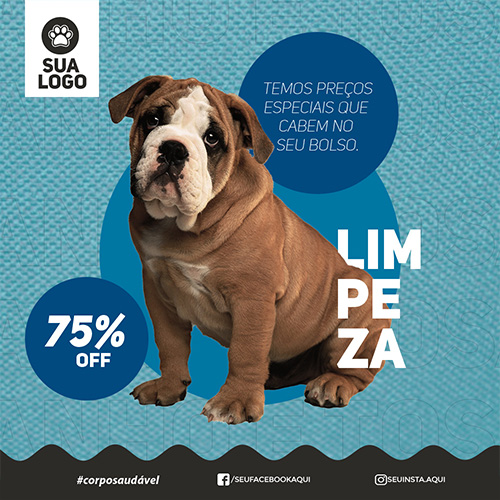 SUA
LOGO
TEMOS PREÇOS
ESPECIAIS QUE
CABEM NO
SEU BOLSO.
LIM
PE
ZA
75%
OFF
#corposaudável
/SEUFACEBOOKAQUI
@SEUINSTA.AQUI